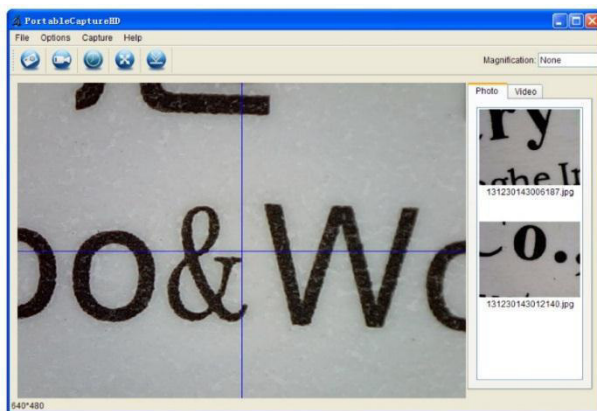 PortableCaptureHD
File Options Capture Help
Magnification: None
Photo Video
131230143006187.jpg
131230143012140.jpg
oo&Wo
ry
Co.,
640*480